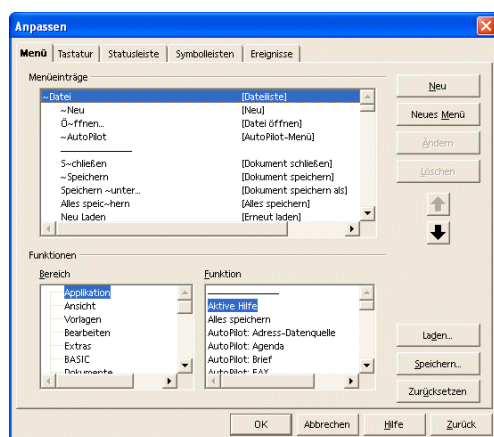 Anpassen
Menü Tastatur Statusleiste Symbolleisten Ereignisse
Menüeinträge
~Datei [Dateiliste]
~Neu [Neu]
Ö~ffnen... [Datei öffnen]
~AutoPilot [AutoPilot-Menü]
S~chließen [Dokument schließen]
~Speichern [Dokument speichern]
Speichern ~unter... [Dokument speichern als]
Alles speic~hern [Alles speichern]
Neu Laden [Erneut laden]
Neu
Neues Menü
Ändern
Löschen
Funktionen
Bereich
Applikation
Ansicht
Vorlagen
Bearbeiten
Extras
BASIC
Dokumente
Funktion
Aktive Hilfe
Alles speichern
AutoPilot: Adress-Datenquelle
AutoPilot: Agenda
AutoPilot: Brief
AutoPilot: FAX
Laden...
Speichern...
Zurücksetzen
OK Abbrechen Hilfe Zurück